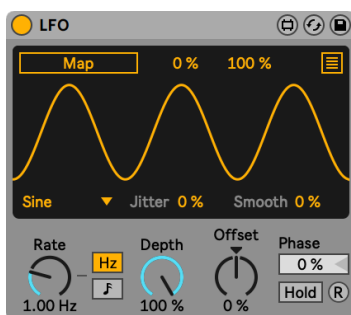 LFO
Map 0 % 100 %
Sine Jitter 0 % Smooth 0 %
Rate
Hz
1.00 Hz
Depth
100 %
Offset
0 %
Phase
0 %
Hold R